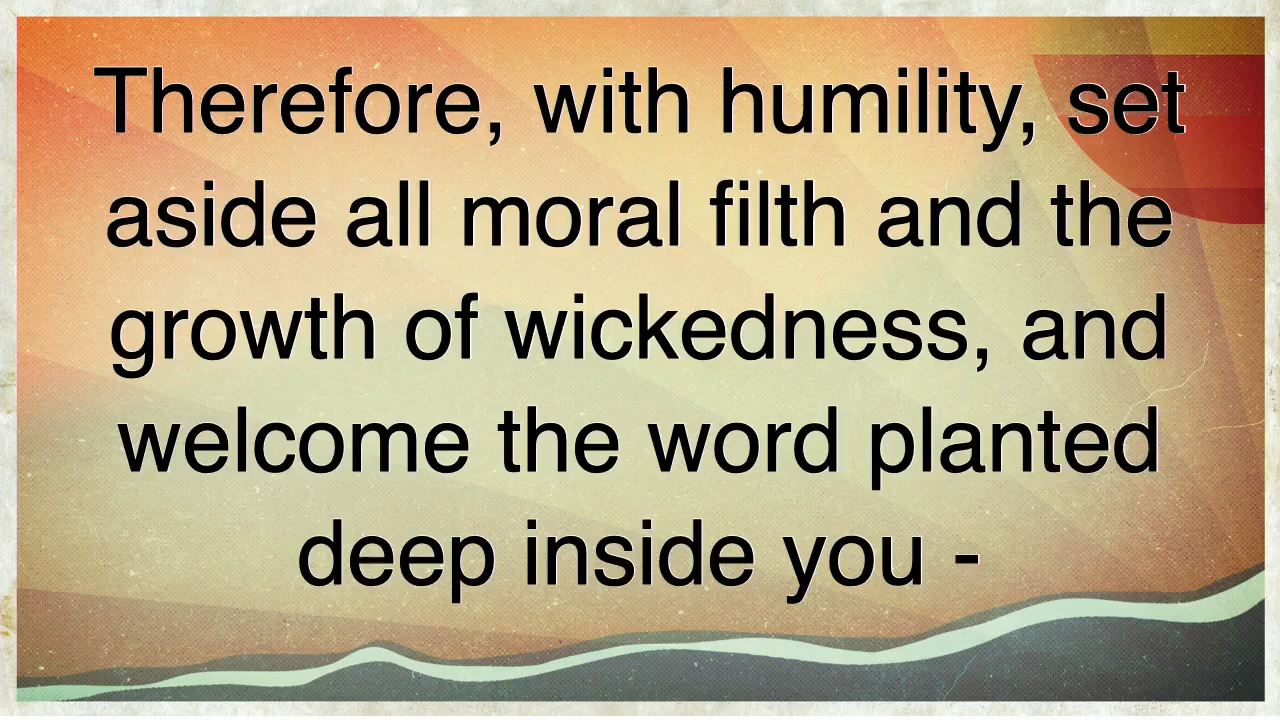 Therefore, with humility, set
aside all moral filth and the
growth of wickedness, and
welcome the word planted
deep inside you -